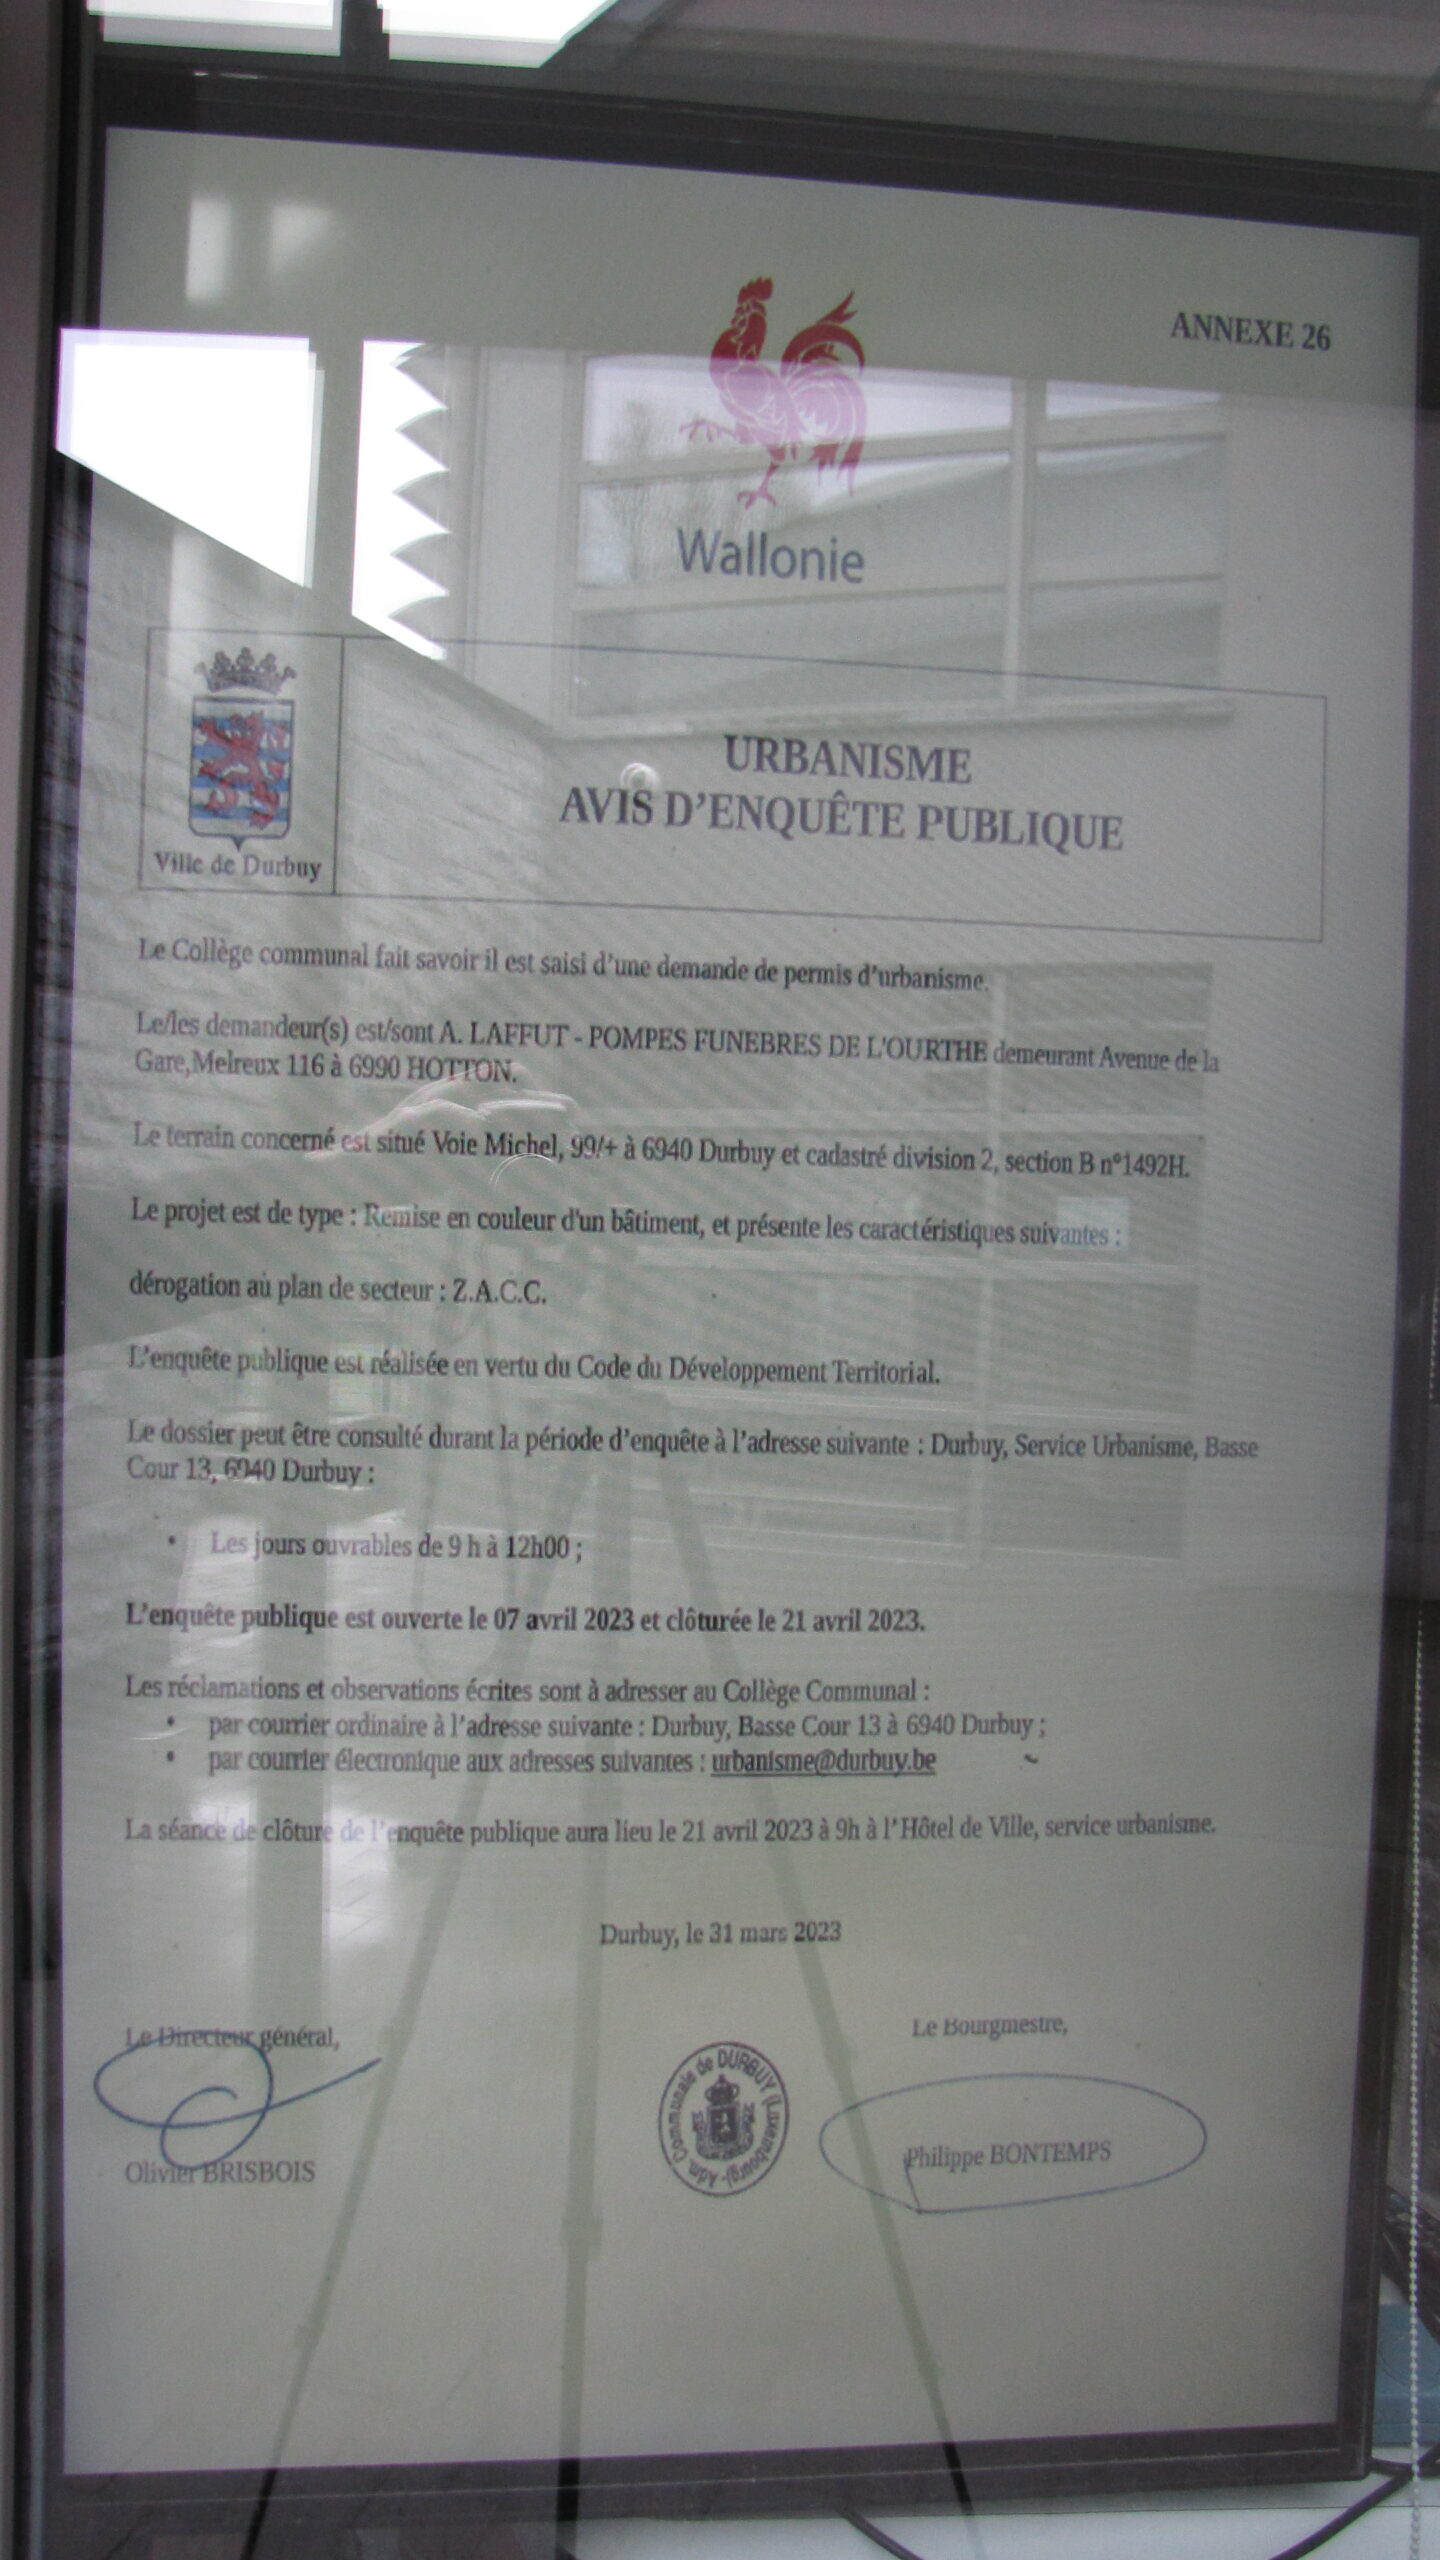 ANNEXE 26
Wallonie
Ville de Durbuy
URBANISME
AVIS D'ENQUÊTE PUBLIQUE
Le Collège communal fait savoir il est saisi d'une demande de permis d'urbanisme.
Le/les demandeur(s) est/sont A. LAFFUT - POMPES FUNEBRES DE L'OURTHE demeurant Avenue de la
Gare,Melreux 116 à 6990 HOTTON.
Le terrain concerné est situé Voie Michel, 99/+ à 6940 Durbuy et cadastré division 2, section B n°1492H.
Le projet est de type : Remise en couleur d'un bâtiment, et présente les caractéristiques suivantes :
dérogation au plan de secteur : Z.A.C.C.
L'enquête publique est réalisée en vertu du Code du Développement Territorial.
Le dossier peut être consulté durant la période d'enquête à l'adresse suivante : Durbuy, Service Urbanisme, Basse
Cour 13, 6940 Durbuy :
• Les jours ouvrables de 9 h à 12h00 ;
L'enquête publique est ouverte le 07 avril 2023 et clôturée le 21 avril 2023.
Les réclamations et observations écrites sont à adresser au Collège Communal :
• par courrier ordinaire à l'adresse suivante : Durbuy, Basse Cour 13 à 6940 Durbuy ;
• par courrier électronique aux adresses suivantes : urbanisme@durbuy.be
La séance de clôture de l'enquête publique aura lieu le 21 avril 2023 à 9h à l'Hôtel de Ville, service urbanisme.
Durbuy, le 31 mars 2023
Le Directeur général,
Le Bourgmestre,
Adm. Communale de DURBUY (Luxembourg)
Olivier BRISBOIS
Philippe BONTEMPS